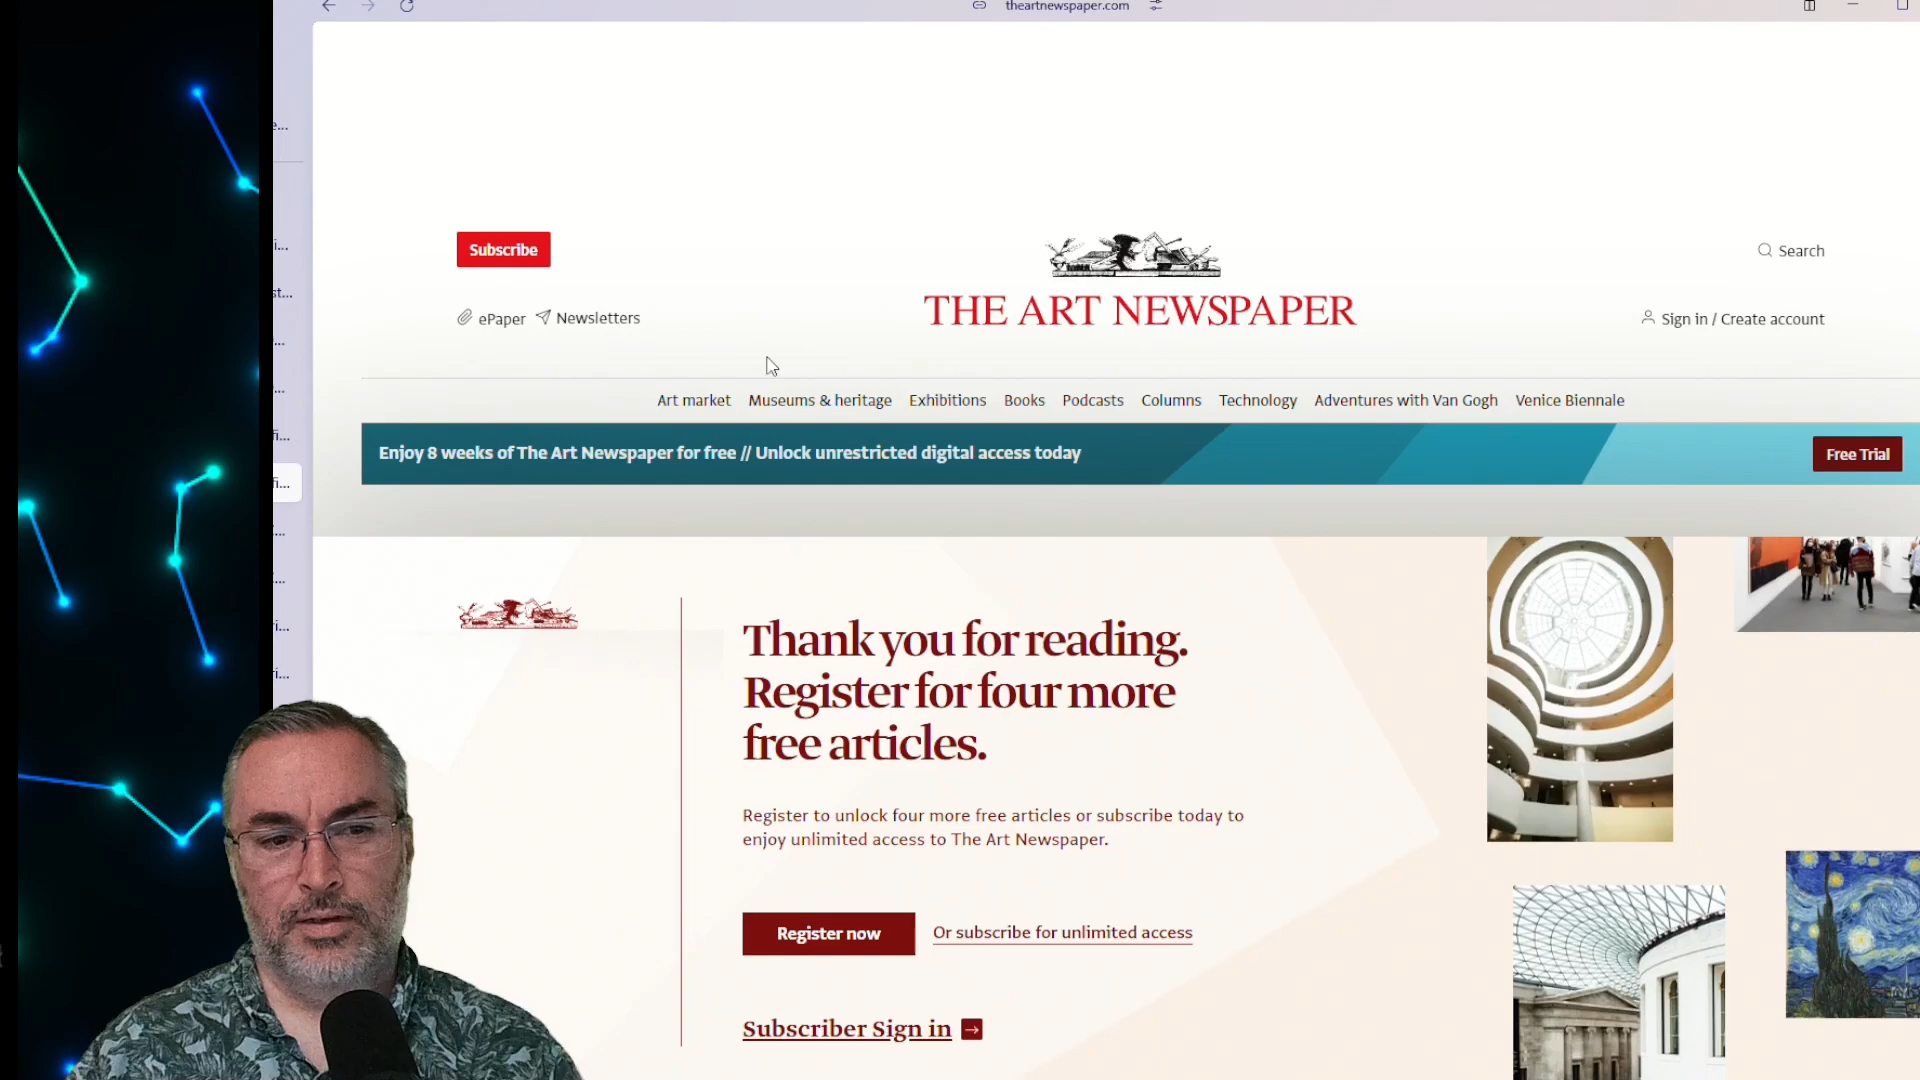 theartnewspaper.com
e...
i...
st...
...
...
fi...
fi...
...
...
i...
i...
Subscribe
Search
THE ART NEWSPAPER
ePaper
Newsletters
Sign in / Create account
Art market
Museums & heritage
Exhibitions
Books
Podcasts
Columns
Technology
Adventures with Van Gogh
Venice Biennale
Enjoy 8 weeks of The Art Newspaper for free // Unlock unrestricted digital access today
Free Trial
Thank you for reading.
Register for four more
free articles.
Register to unlock four more free articles or subscribe today to
enjoy unlimited access to The Art Newspaper.
Register now
Or subscribe for unlimited access
Subscriber Sign in